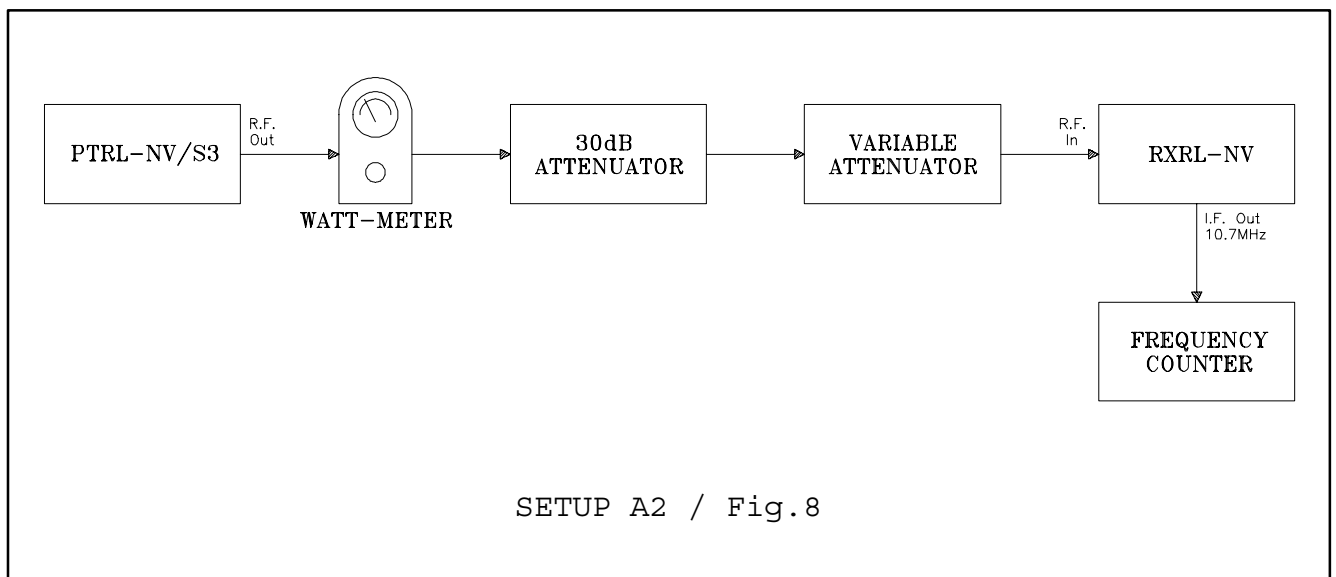 PTRL-NV/S3
R.F.
Out
WATT-METER
30dB
ATTENUATOR
VARIABLE
ATTENUATOR
R.F.
In
RXRL-NV
I.F. Out
10.7MHz
FREQUENCY
COUNTER
SETUP A2 / Fig.8